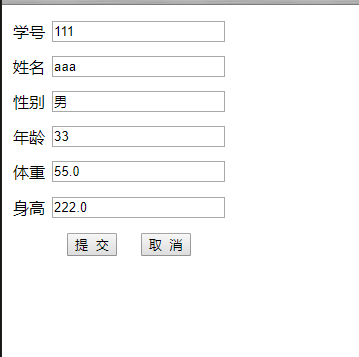 学号 111
姓名 aaa
性别 男
年龄 33
体重 55.0
身高 222.0
提 交 取 消